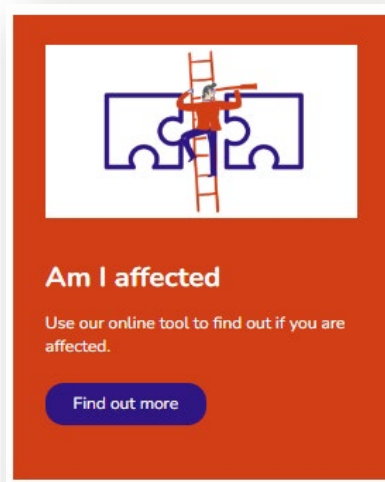 Am I affected
Use our online tool to find out if you are
affected.
Find out more